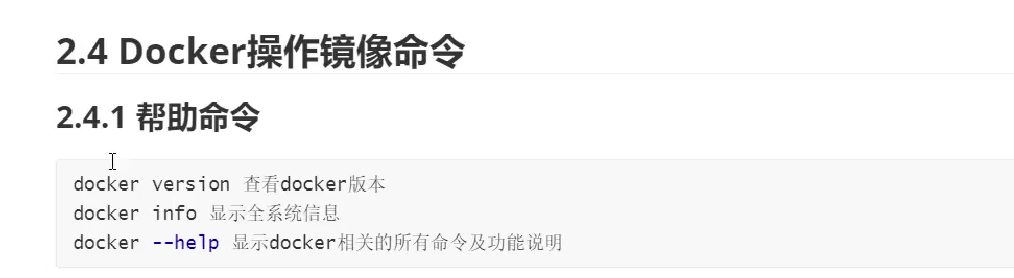 2.4 Docker操作镜像命令
2.4.1 帮助命令
docker version 查看docker版本
docker info 显示全系统信息
docker --help 显示docker相关的所有命令及功能说明